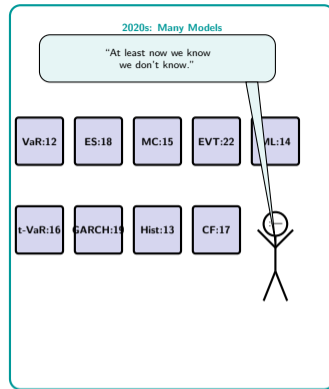 2020s: Many Models
“At least now we know
we don’t know.”
VaR:12 ES:18 MC:15 EVT:22 ML:14
t-VaR:16 GARCH:19 Hist:13 CF:17